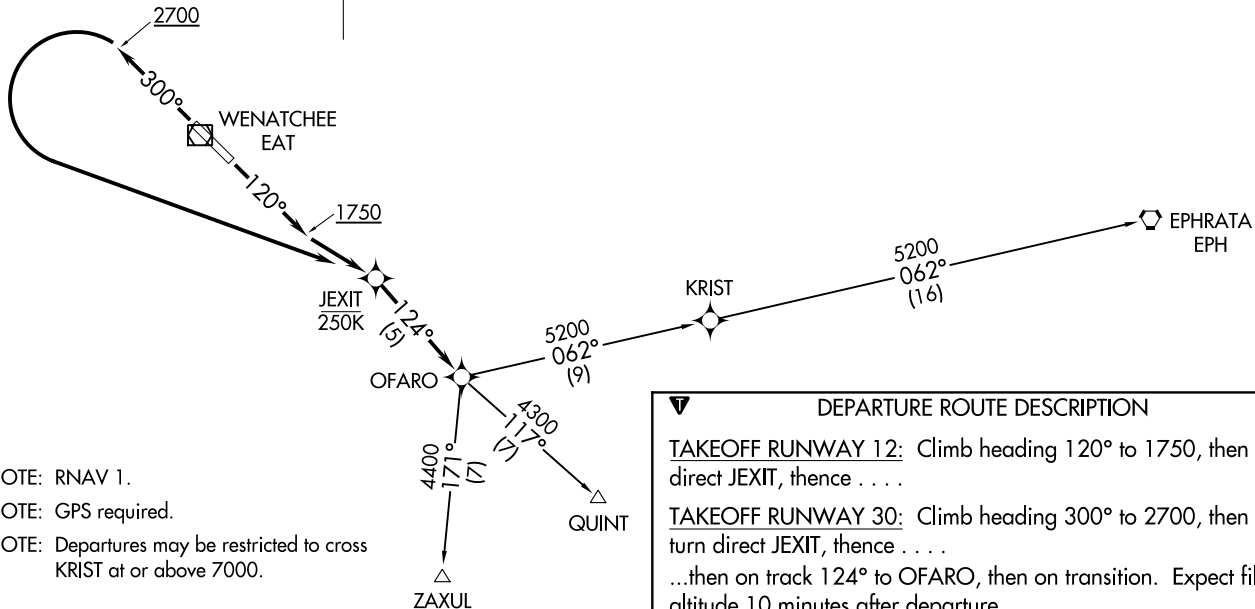 2700
300°
WENATCHEE
EAT
120°
1750
JEXIT
250K
124°
(5)
OFARO
5200
062°
(9)
KRIST
5200
062°
(16)
EPHRATA
EPH
4300
117°
(7)
QUINT
4400
171°
(7)
ZAXUL
OTE: RNAV 1.
OTE: GPS required.
OTE: Departures may be restricted to cross
KRIST at or above 7000.
T DEPARTURE ROUTE DESCRIPTION
TAKEOFF RUNWAY 12: Climb heading 120° to 1750, then
direct JEXIT, thence . . . .
TAKEOFF RUNWAY 30: Climb heading 300° to 2700, then
turn direct JEXIT, thence . . . .
...then on track 124° to OFARO, then on transition. Expect fil
altitude 10 minutes after departure